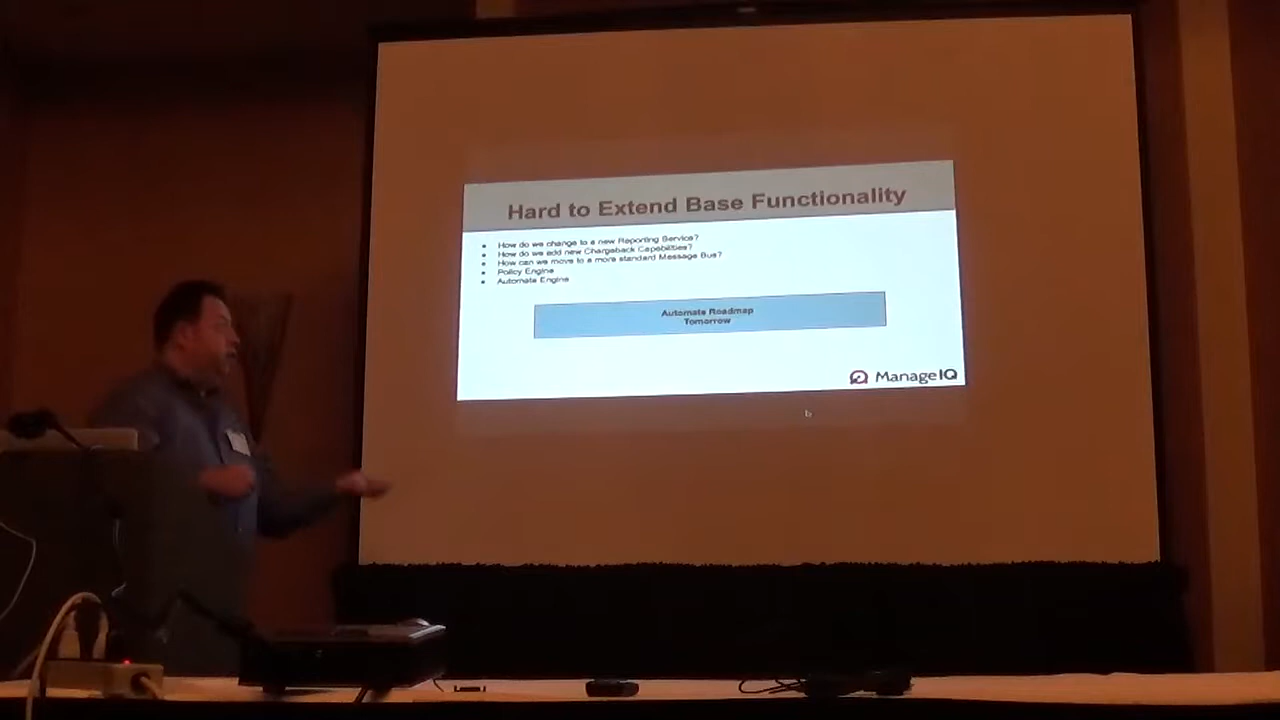 Hard to Extend Base Functionality
How do we change to a new Reporting Service?
How do we add new Chargeback Capabilities?
How can we move to a more standard Message Bus?
Policy Engine
Automate Engine
Automate Roadmap
Tomorrow
ManageIQ